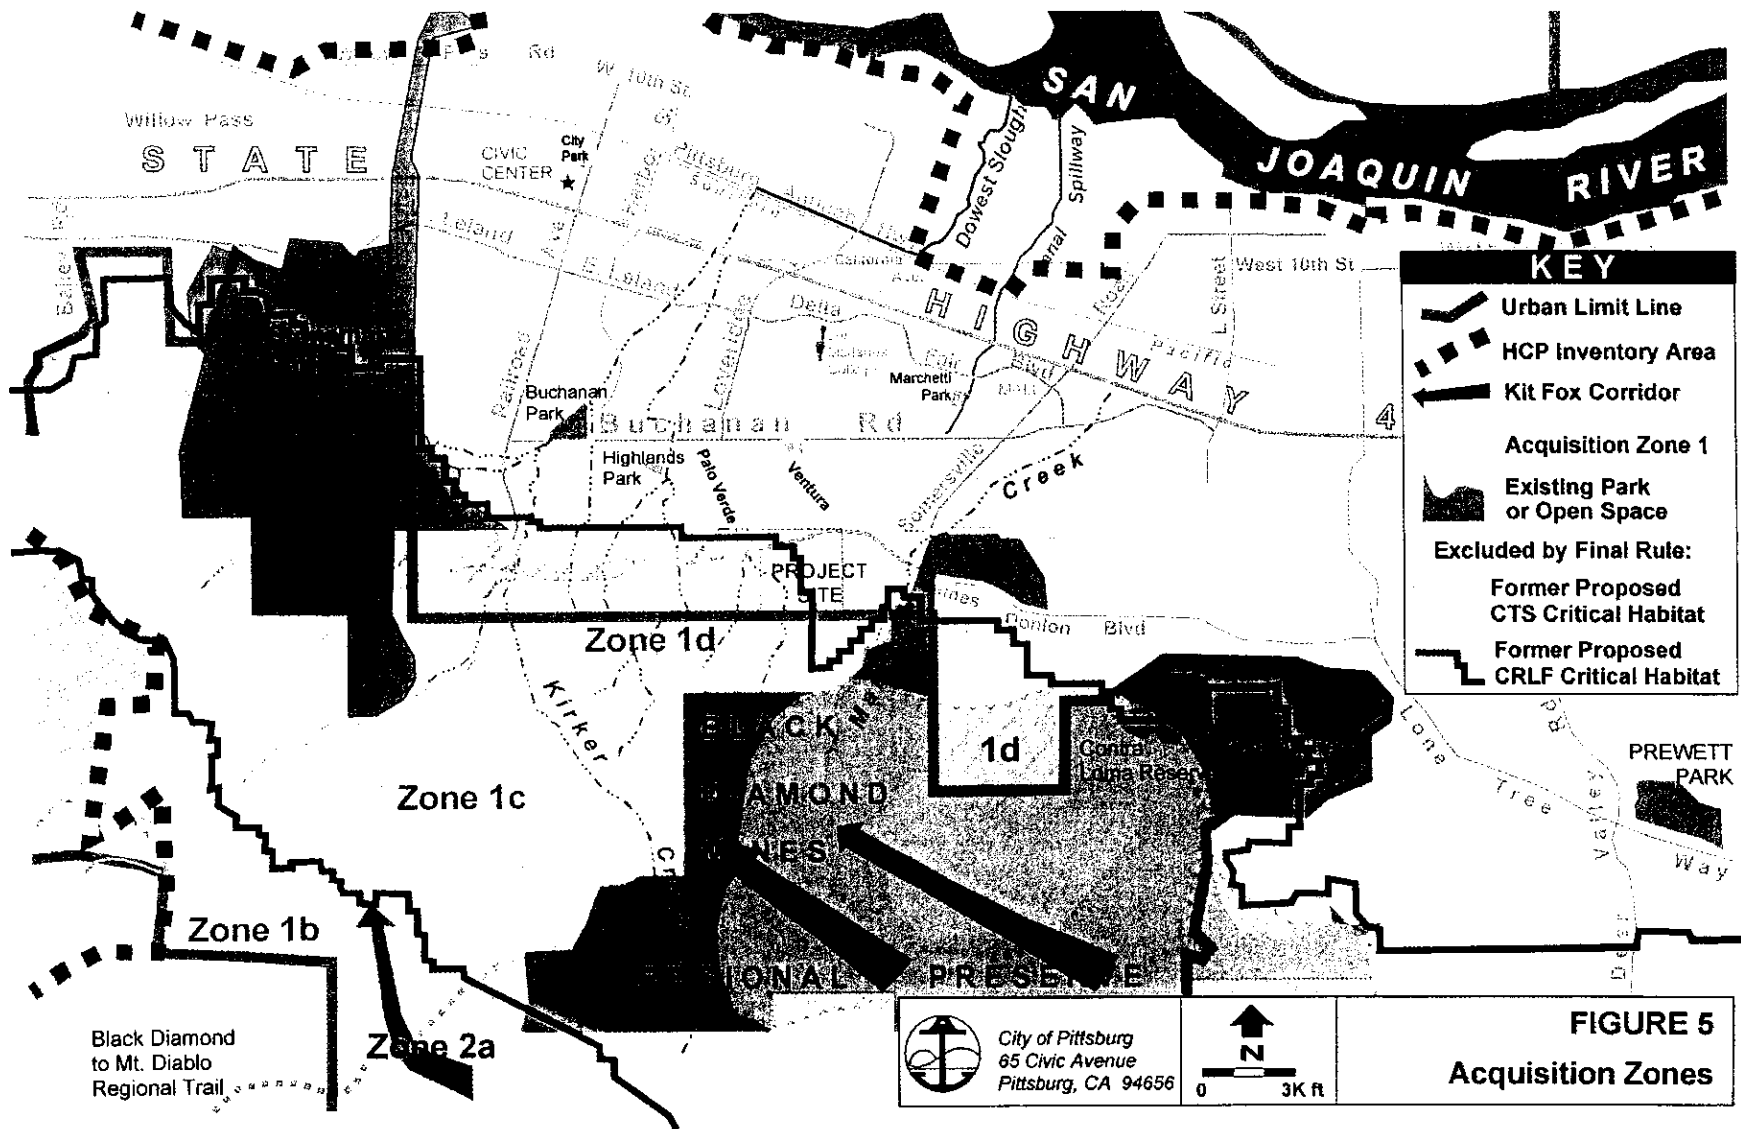 Rd
W. 10th St.
SAN
Willow Pass
STATE
City
Park
CIVIC
CENTER
Pittsburg
Antioch
Dowest Slough
Spillway
JOAQUIN
RIVER
Leland
E. Leland
West 10th St
L Street
Delta
HIGHWAY
Pacific
Fair
Blvd
Loveridge
Railroad
Buchanan
Park
Marchetti
Park
Buchanan Rd
4
Highlands
Park
Palo Verde
Ventura
Somersville
Creek
KEY
Urban Limit Line
HCP Inventory Area
Kit Fox Corridor
Acquisition Zone 1
Existing Park
or Open Space
Excluded by Final Rule:
Former Proposed
CTS Critical Habitat
Former Proposed
CRLF Critical Habitat
PROJECT
SITE
Zone 1d
Donlon Blvd
Kirker
BLACK
1d
Contra
Loma Reser
Lone
Tree
Way
Valley
PREWETT
PARK
Zone 1c
Zone 1b
PRESERVE
Zone 2a
Black Diamond
to Mt. Diablo
Regional Trail
City of Pittsburg
65 Civic Avenue
Pittsburg, CA 94656
N
0 3K ft
FIGURE 5
Acquisition Zones